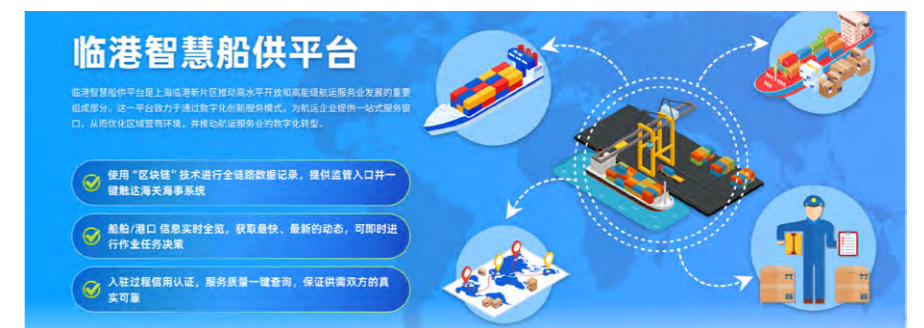 临港智慧船供平台
临港智慧船供平台是上海临港新片区推动高水平开放和高能级航运服务业发展的重要
组成部分。这一平台致力于通过数字化创新服务模式，为航运企业提供一站式服务窗
口，从而优化区域营商环境，并推动航运服务业的数字化转型。
使用“区块链”技术进行全链路数据记录，提供监管入口并一
键触达海关海事系统
船舶/港口 信息实时全览，获取最快、最新的动态，可即时进
行作业任务决策
入驻过程信用认证，服务质量一键查询，保证供需双方的真
实可靠